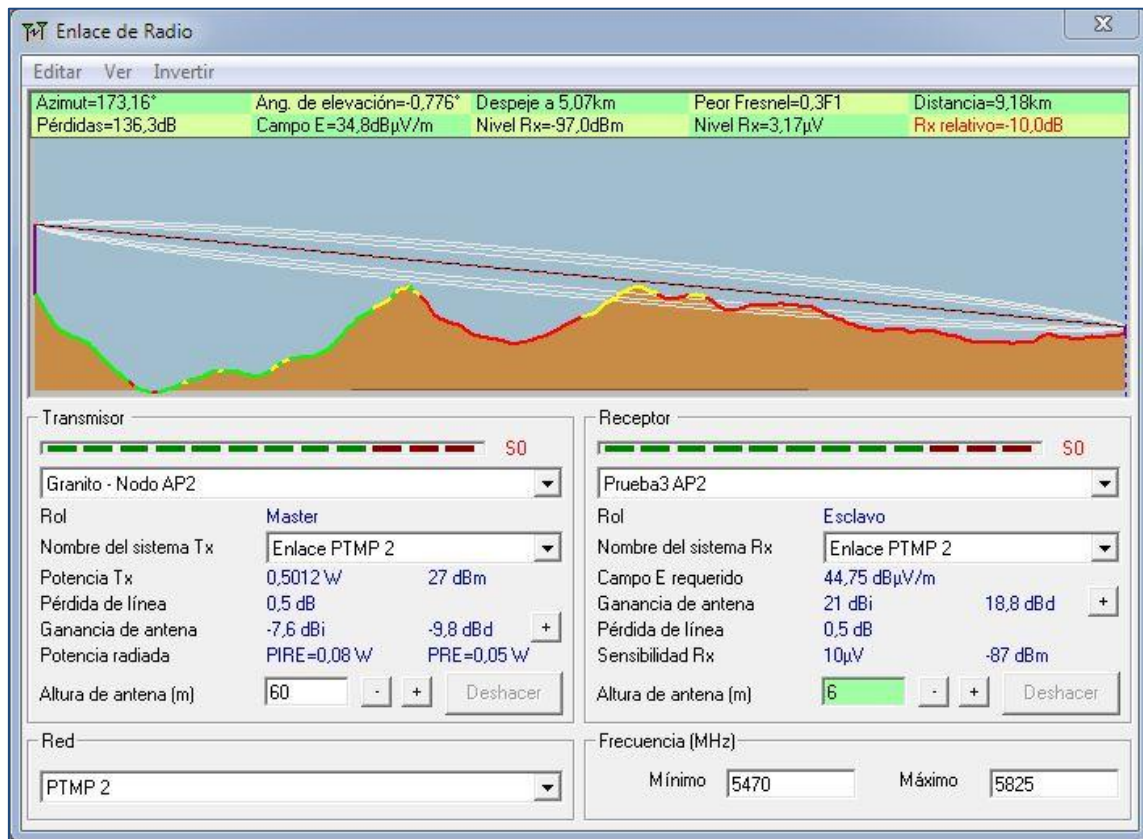 Enlace de Radio
Editar Ver Invertir
Azimut=173,16° Ang. de elevación=-0,776° Despeje a 5,07km Peor Fresnel=0,3F1 Distancia=9,18km
Pérdidas=136,3dB Campo E=34,8dBµV/m Nivel Rx=-97,0dBm Nivel Rx=3,17µV Rx relativo=-10,0dB
Transmisor
S0
Granito - Nodo AP2
Rol Master
Nombre del sistema Tx Enlace PTMP 2
Potencia Tx 0,5012 W 27 dBm
Pérdida de línea 0,5 dB
Ganancia de antena -7,6 dBi -9,8 dBd +
Potencia radiada PIRE=0,08 W PRE=0,05 W
Altura de antena (m) 60 - + Deshacer
Receptor
S0
Prueba3 AP2
Rol Esclavo
Nombre del sistema Rx Enlace PTMP 2
Campo E requerido 44,75 dBµV/m
Ganancia de antena 21 dBi 18,8 dBd +
Pérdida de línea 0,5 dB
Sensibilidad Rx 10µV -87 dBm
Altura de antena (m) 6 - + Deshacer
Red
PTMP 2
Frecuencia (MHz)
Mínimo 5470 Máximo 5825